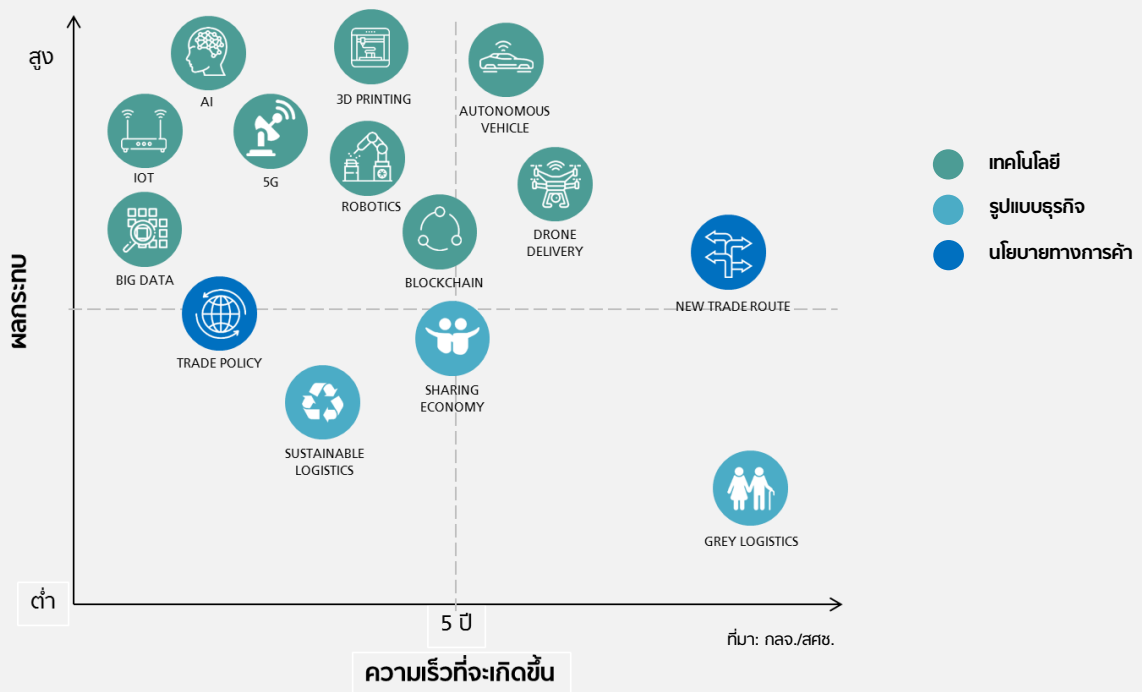 สูง
AI
3D PRINTING
AUTONOMOUS
VEHICLE
IOT
5G
ROBOTICS
DRONE
DELIVERY
BIG DATA
BLOCKCHAIN
NEW TRADE ROUTE
TRADE POLICY
SHARING
ECONOMY
SUSTAINABLE
LOGISTICS
GREY LOGISTICS
เทคโนโลยี
รูปแบบธุรกิจ
นโยบายทางการค้า
ผลกระทบ
ต่ำ
5 ปี
ที่มา: กลจ./สศช.
ความเร็วที่จะเกิดขึ้น